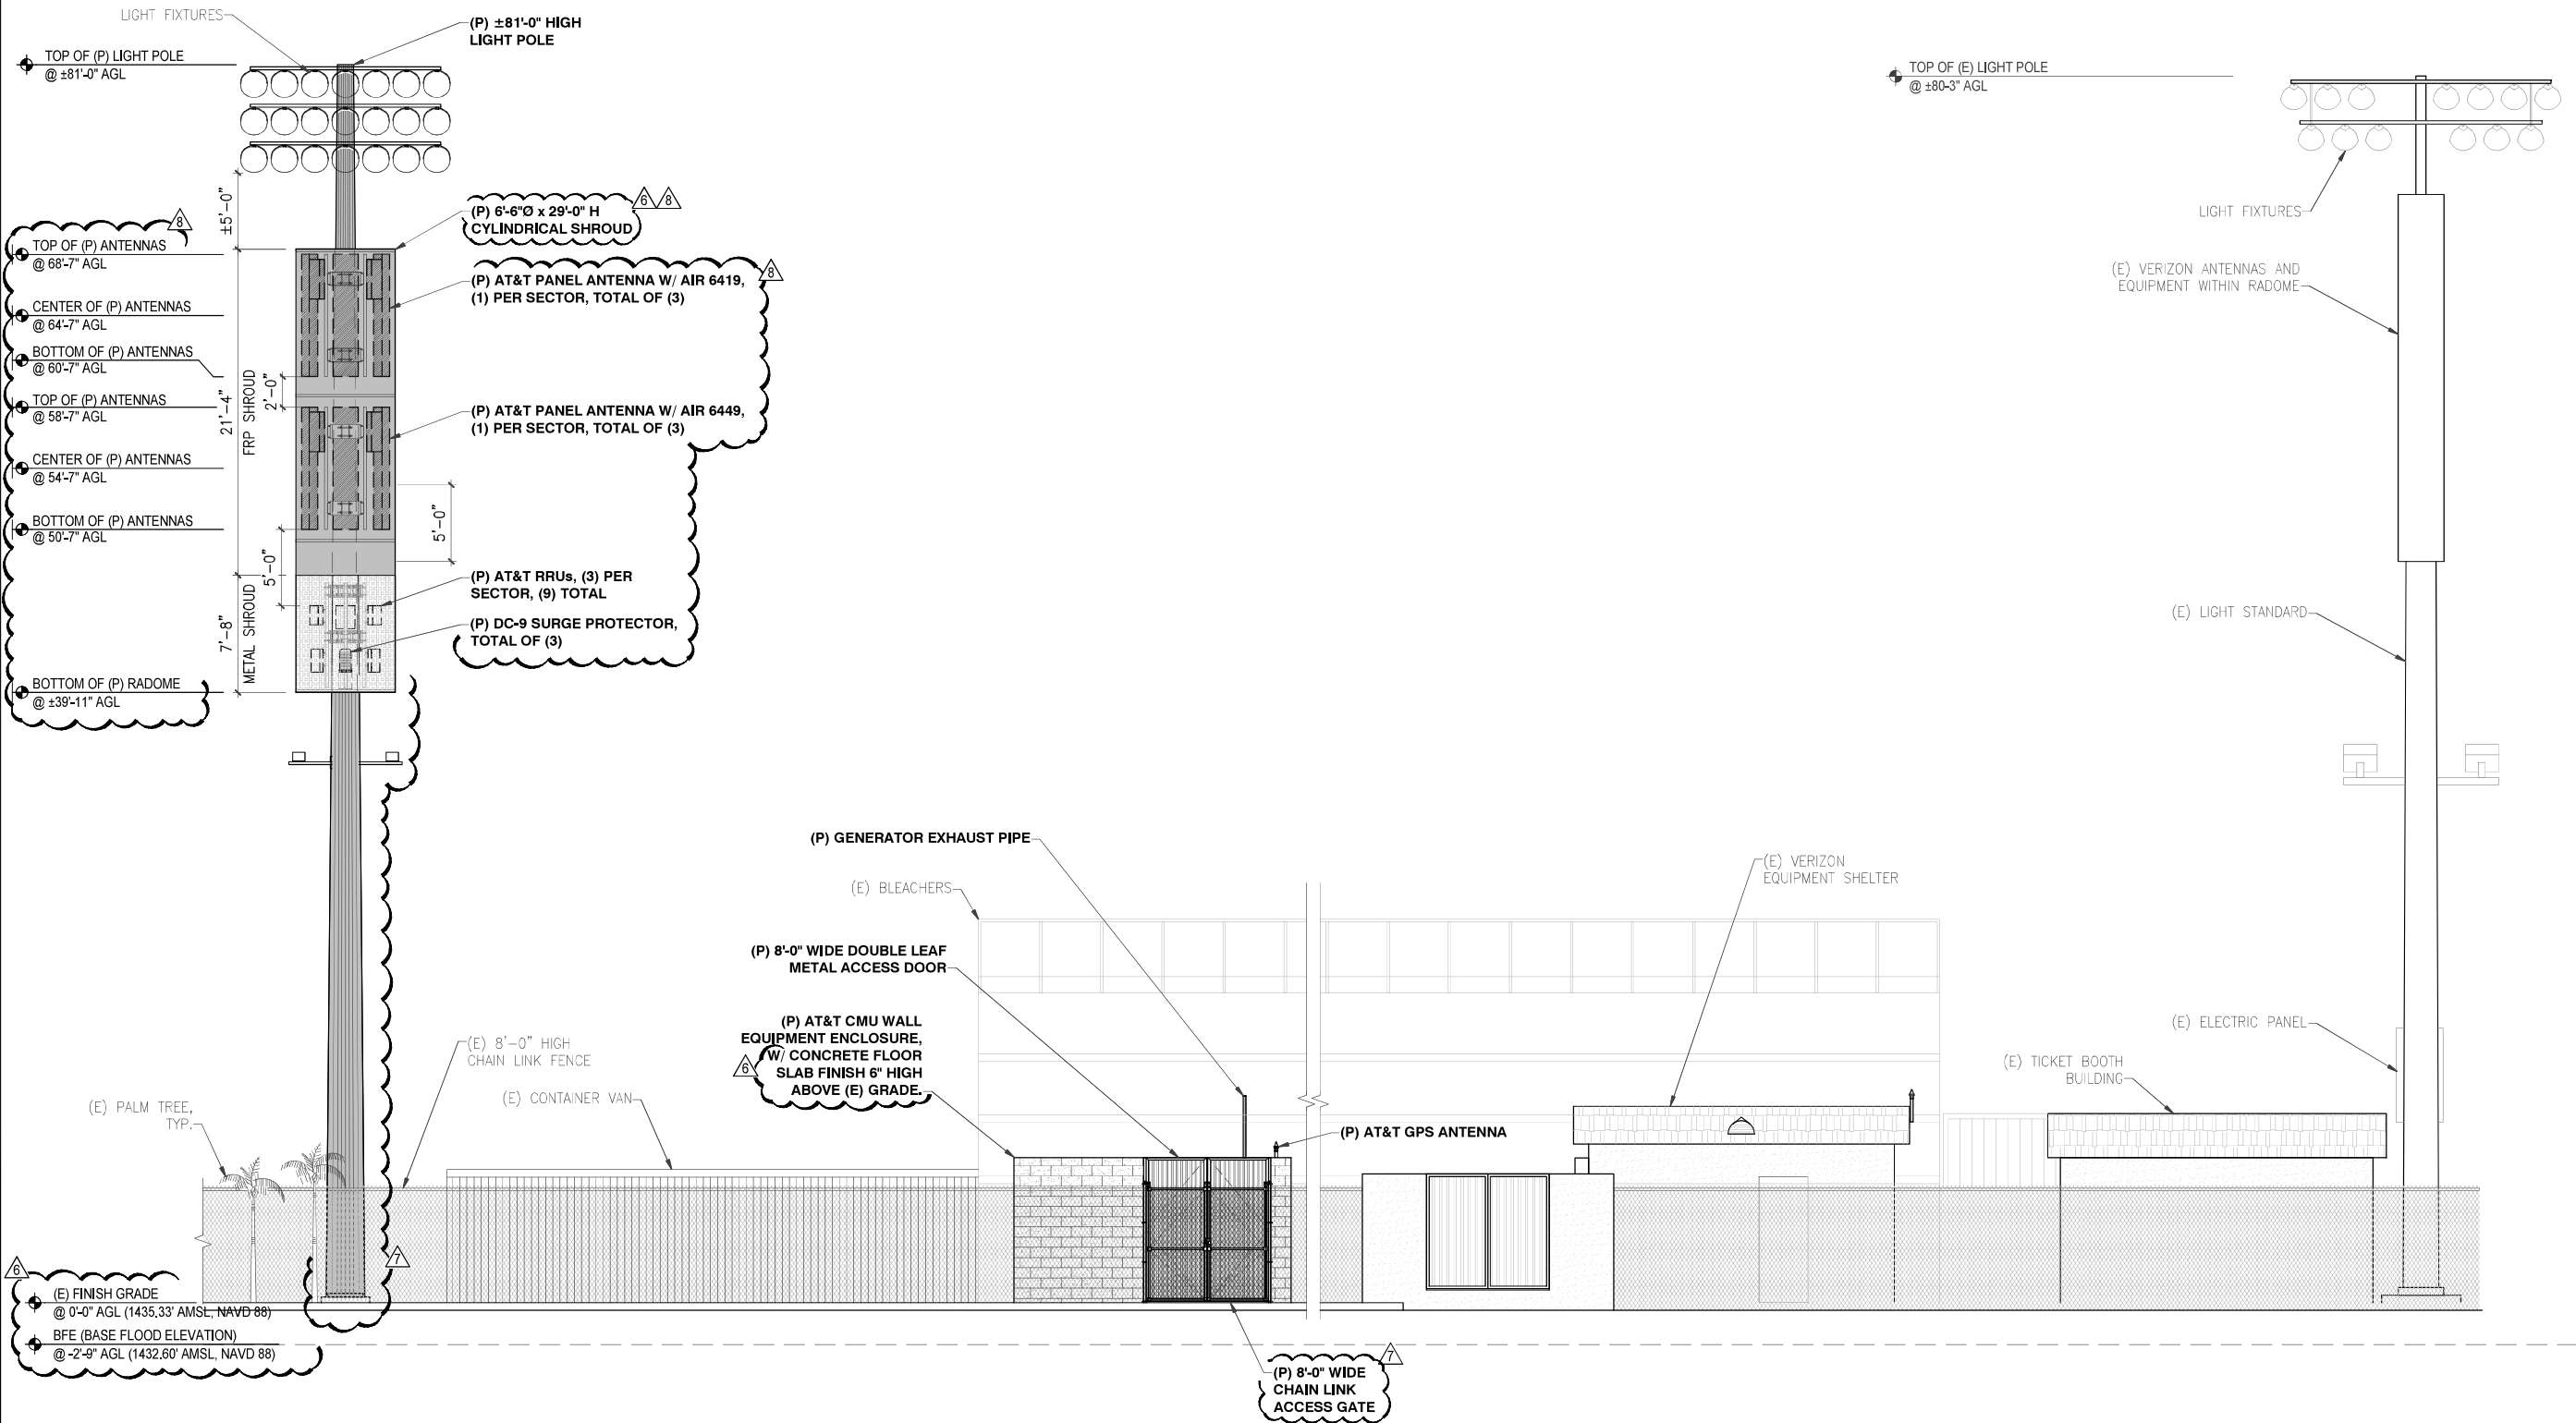 LIGHT FIXTURES
(P) ±81'-0" HIGH
LIGHT POLE
TOP OF (P) LIGHT POLE
@ ±81'-0" AGL
TOP OF (E) LIGHT POLE
@ ±80-3" AGL
±5'-0"
6
8
(P) 6'-6"Ø x 29'-0" H
CYLINDRICAL SHROUD
LIGHT FIXTURES
8
TOP OF (P) ANTENNAS
@ 68'-7" AGL
8
(P) AT&T PANEL ANTENNA W/ AIR 6419,
(1) PER SECTOR, TOTAL OF (3)
(E) VERIZON ANTENNAS AND
EQUIPMENT WITHIN RADOME
CENTER OF (P) ANTENNAS
@ 64'-7" AGL
BOTTOM OF (P) ANTENNAS
@ 60'-7" AGL
21'-4"
FRP SHROUD
2'-0"
TOP OF (P) ANTENNAS
@ 58'-7" AGL
(P) AT&T PANEL ANTENNA W/ AIR 6449,
(1) PER SECTOR, TOTAL OF (3)
CENTER OF (P) ANTENNAS
@ 54'-7" AGL
5'-0"
BOTTOM OF (P) ANTENNAS
@ 50'-7" AGL
5'-0"
(P) AT&T RRUs, (3) PER
SECTOR, (9) TOTAL
(E) LIGHT STANDARD
7'-8"
METAL SHROUD
(P) DC-9 SURGE PROTECTOR,
TOTAL OF (3)
BOTTOM OF (P) RADOME
@ ±39'-11" AGL
(P) GENERATOR EXHAUST PIPE
(E) VERIZON
EQUIPMENT SHELTER
(E) BLEACHERS
(P) 8'-0" WIDE DOUBLE LEAF
METAL ACCESS DOOR
(P) AT&T CMU WALL
EQUIPMENT ENCLOSURE,
W/ CONCRETE FLOOR
SLAB FINISH 6" HIGH
ABOVE (E) GRADE.
6
(E) ELECTRIC PANEL
(E) 8'-0" HIGH
CHAIN LINK FENCE
(E) TICKET BOOTH
BUILDING
(E) CONTAINER VAN
(E) PALM TREE,
TYP.
(P) AT&T GPS ANTENNA
7
6
(E) FINISH GRADE
@ 0'-0" AGL (1435.33' AMSL, NAVD 88)
BFE (BASE FLOOD ELEVATION)
@ -2'-9" AGL (1432.60' AMSL, NAVD 88)
7
(P) 8'-0" WIDE
CHAIN LINK
ACCESS GATE